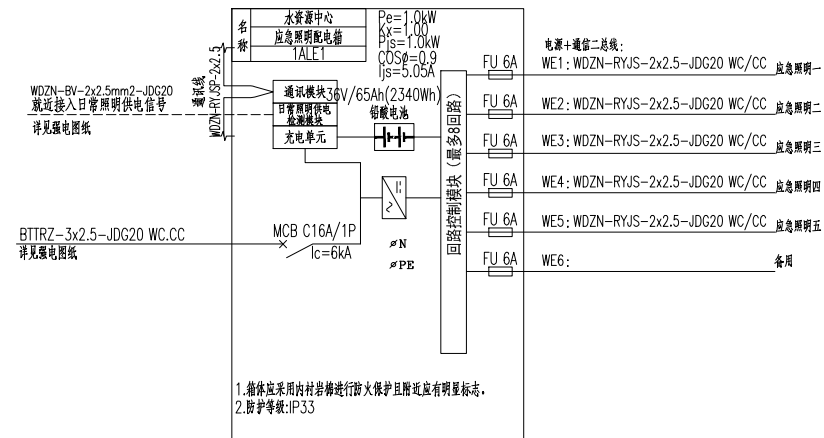 名称
水资源中心
应急照明配电箱
1ALE1
Pe=1.0kW
Kx=1.00
Pjs=1.0kW
COSø=0.9
Ijs=5.05A
通讯线
WDZN-RYJSP-2x2.5
WDZN-BV-2x2.5mm2-JDG20
就近接入日常照明供电信号
详见强电图纸
通讯模块
日常照明供电
检测模块
充电单元
36V/65Ah(2340Wh)
铅酸电池
BTTRZ-3x2.5-JDG20 WC.CC
详见强电图纸
MCB C16A/1P
Ic=6kA
øN
øPE
回路控制模块（最多8回路）
电源+通信二总线:
FU 6A WE1: WDZN-RYJS-2x2.5-JDG20 WC/CC 应急照明一
FU 6A WE2: WDZN-RYJS-2x2.5-JDG20 WC/CC 应急照明二
FU 6A WE3: WDZN-RYJS-2x2.5-JDG20 WC/CC 应急照明三
FU 6A WE4: WDZN-RYJS-2x2.5-JDG20 WC/CC 应急照明四
FU 6A WE5: WDZN-RYJS-2x2.5-JDG20 WC/CC 应急照明五
FU 6A WE6: 备用
1.箱体应采用内衬岩棉进行防火保护且附近应有明显标志.
2.防护等级:IP33